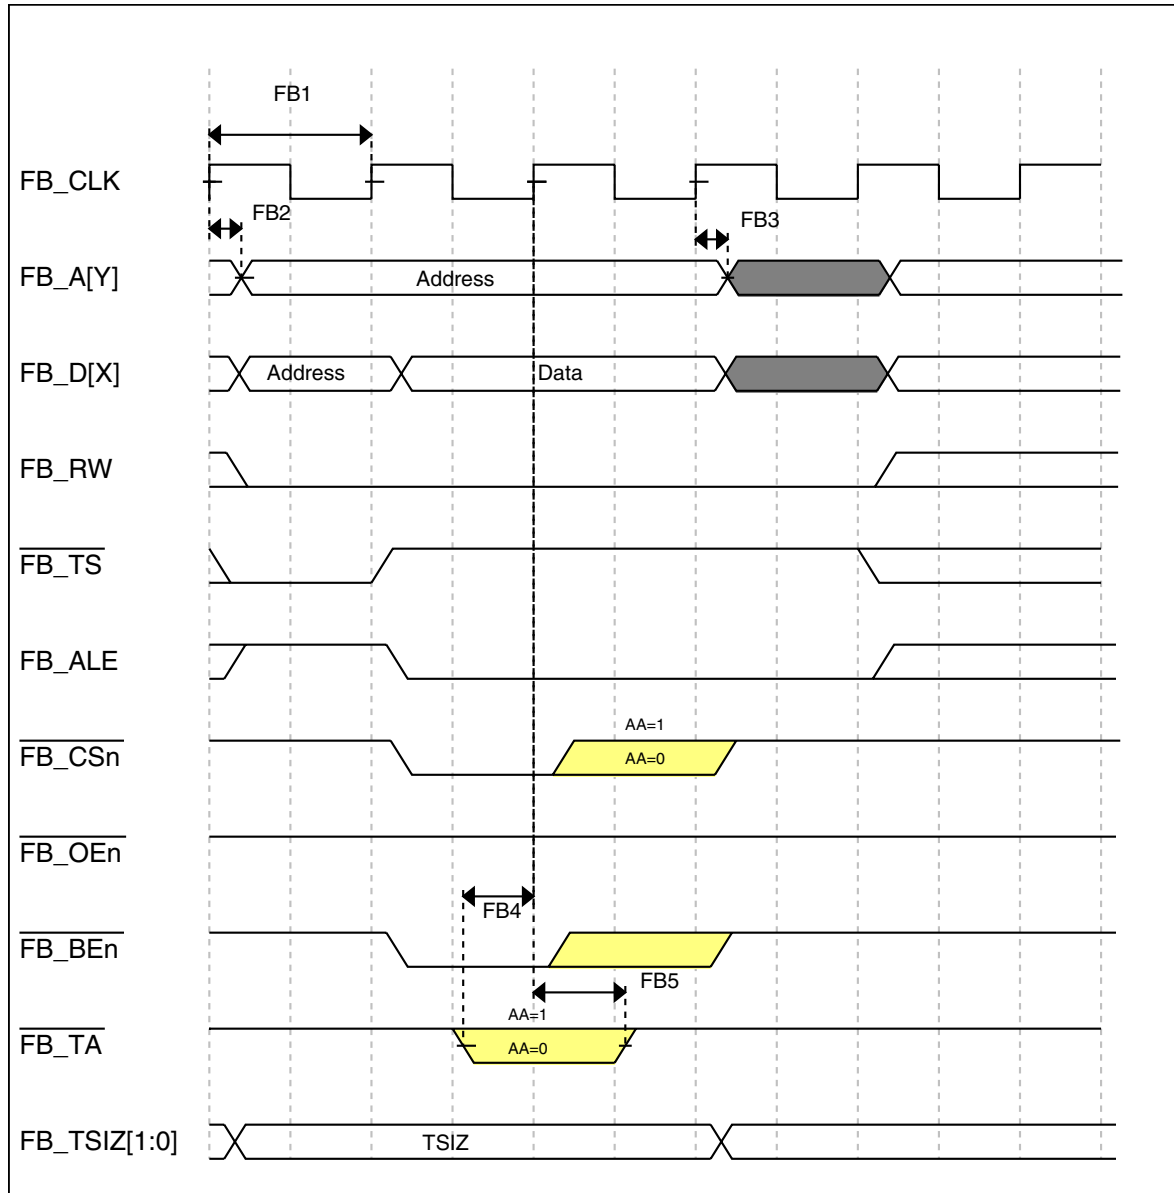 FB1
FB_CLK
FB2
FB3
FB_A[Y]
Address
FB_D[X]
Address
Data
FB_RW
FB_TS
FB_ALE
AA=1
FB_CSn
AA=0
FB_OEn
FB4
FB_BEn
FB5
AA=1
FB_TA
AA=0
FB_TSIZ[1:0]
TSIZ